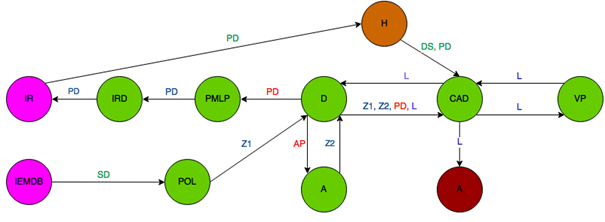 H
PD
DS, PD
PD
PD
PD
L
L
IR
IRD
PMLP
D
CAD
VP
Z1, Z2, PD, L
L
Z1
AP
Z2
L
SD
IEMDB
POL
A
A